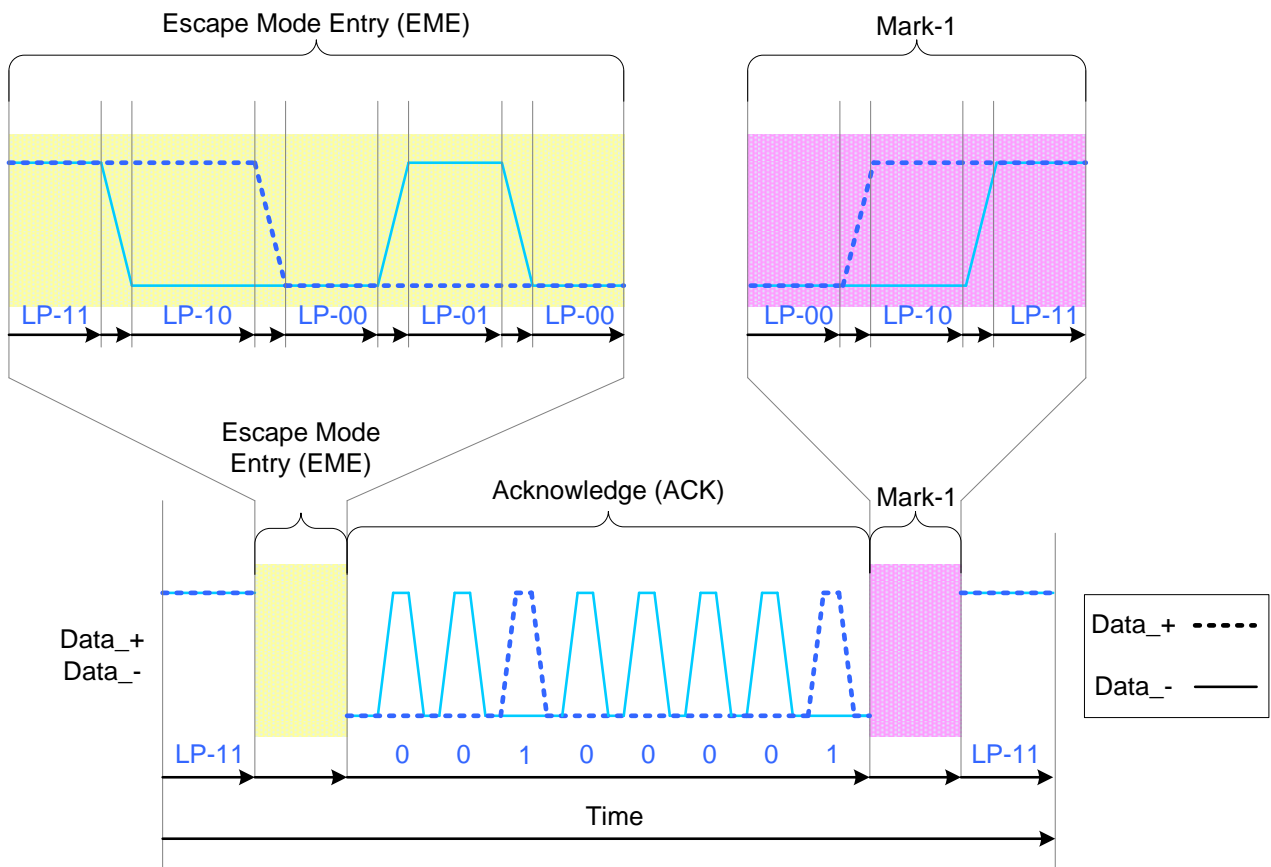 Escape Mode Entry (EME)
Mark-1
LP-11 LP-10 LP-00 LP-01 LP-00
LP-00 LP-10 LP-11
Escape Mode
Entry (EME)
Acknowledge (ACK)
Mark-1
Data_+
Data_-
Data_+
Data_-
LP-11 0 0 1 0 0 0 0 1 LP-11
Time